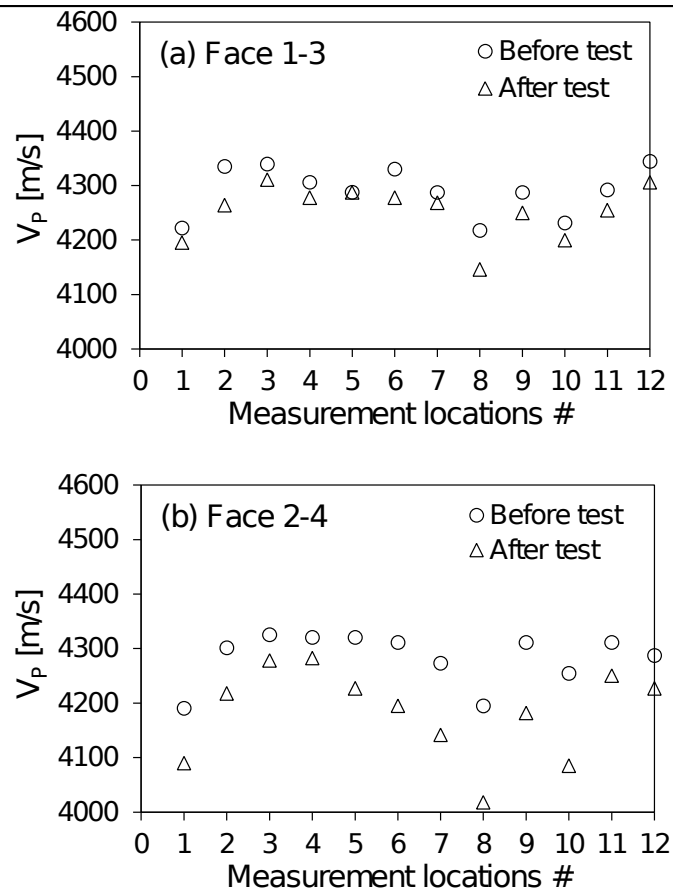 (a) Face 1-3
Before test
After test
4600
4500
4400
4300
4200
4100
4000
V_P [m/s]
0 1 2 3 4 5 6 7 8 9 10 11 12
Measurement locations #
(b) Face 2-4
Before test
After test
4600
4500
4400
4300
4200
4100
4000
V_P [m/s]
0 1 2 3 4 5 6 7 8 9 10 11 12
Measurement locations #